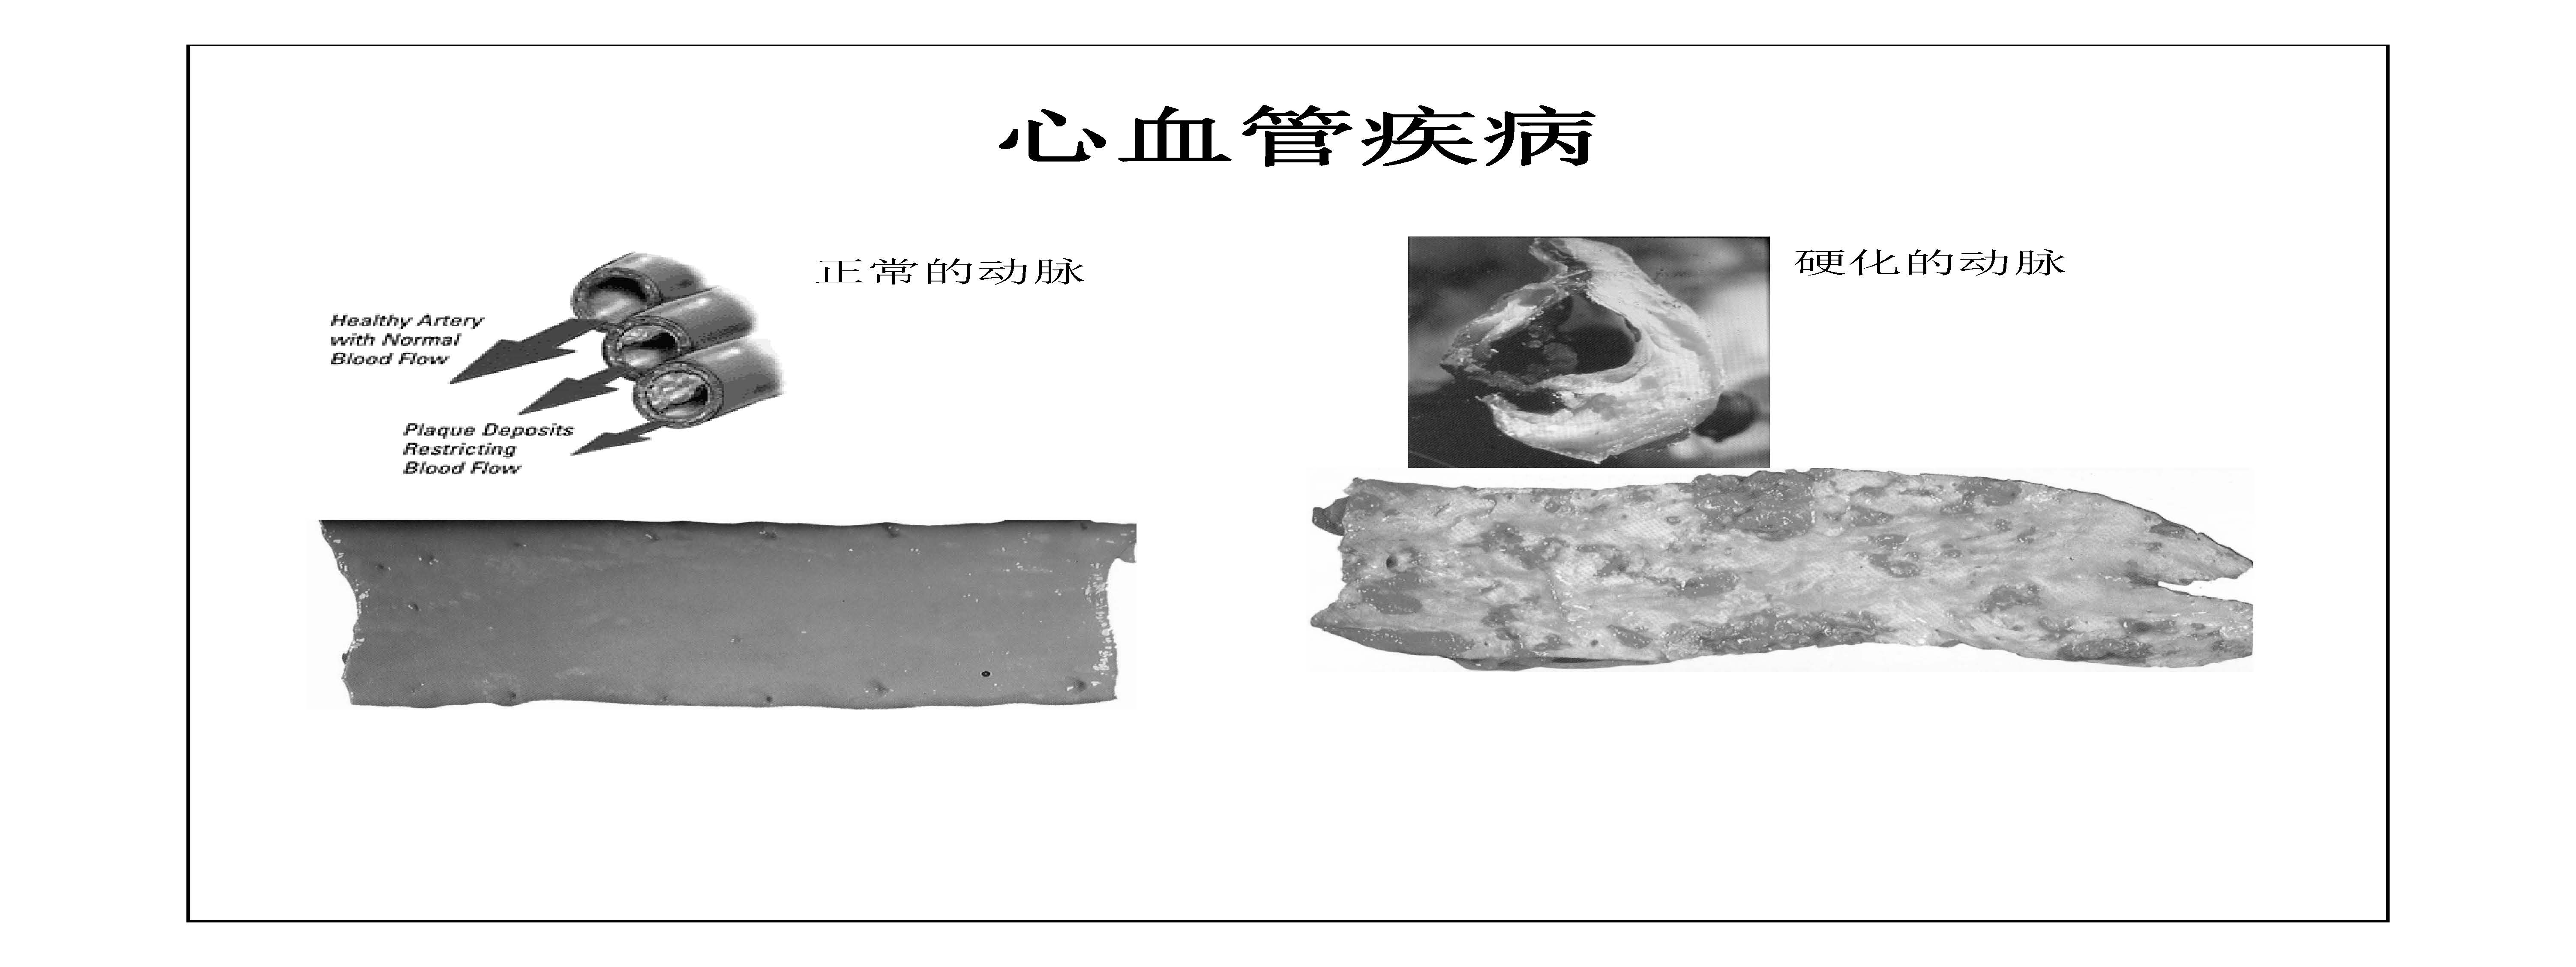 心血管疾病
正常的动脉
Healthy Artery
with Normal
Blood Flow
Plaque Deposits
Restricting
Blood Flow
硬化的动脉